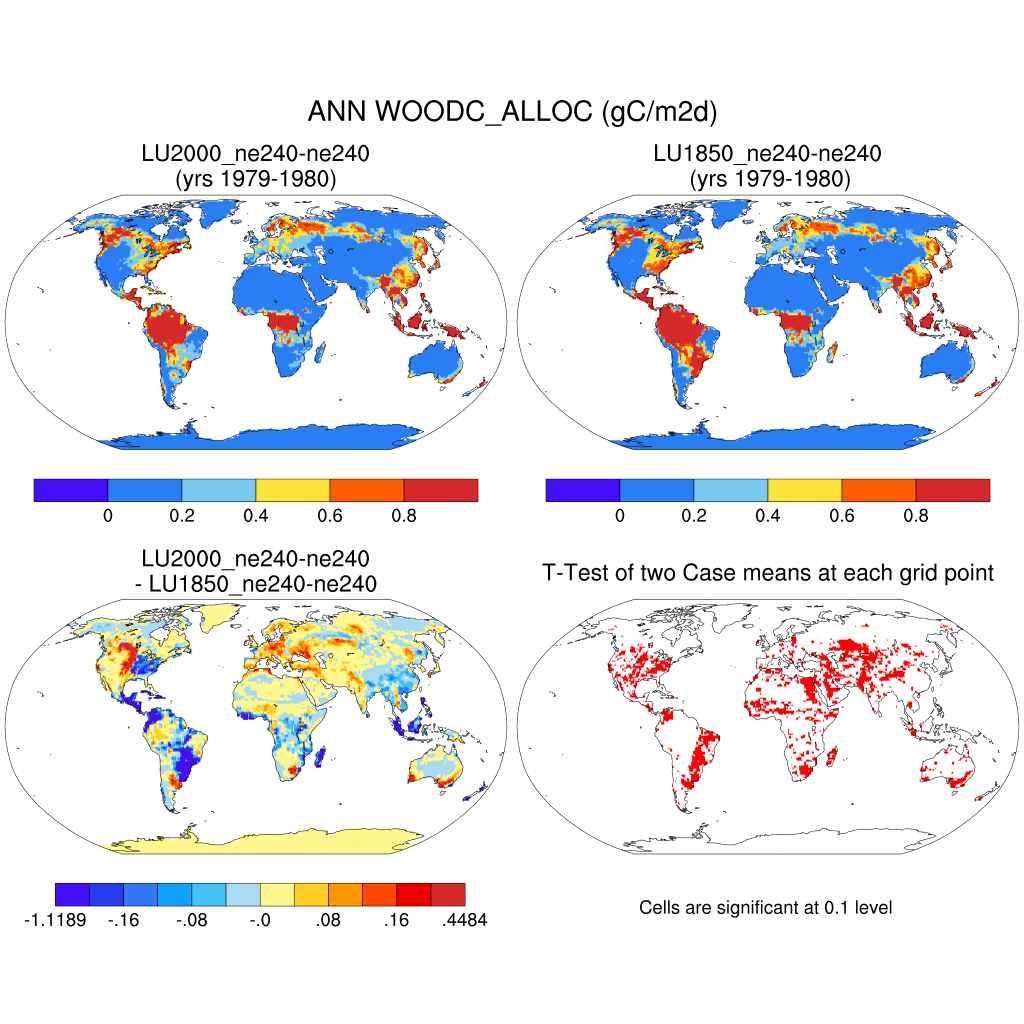 ANN WOODC_ALLOC (gC/m2d)
LU2000_ne240-ne240
(yrs 1979-1980)
LU1850_ne240-ne240
(yrs 1979-1980)
0 0.2 0.4 0.6 0.8
0 0.2 0.4 0.6 0.8
LU2000_ne240-ne240
- LU1850_ne240-ne240
T-Test of two Case means at each grid point
-1.1189 -.16 -.08 -.0 .08 .16 .4484
Cells are significant at 0.1 level